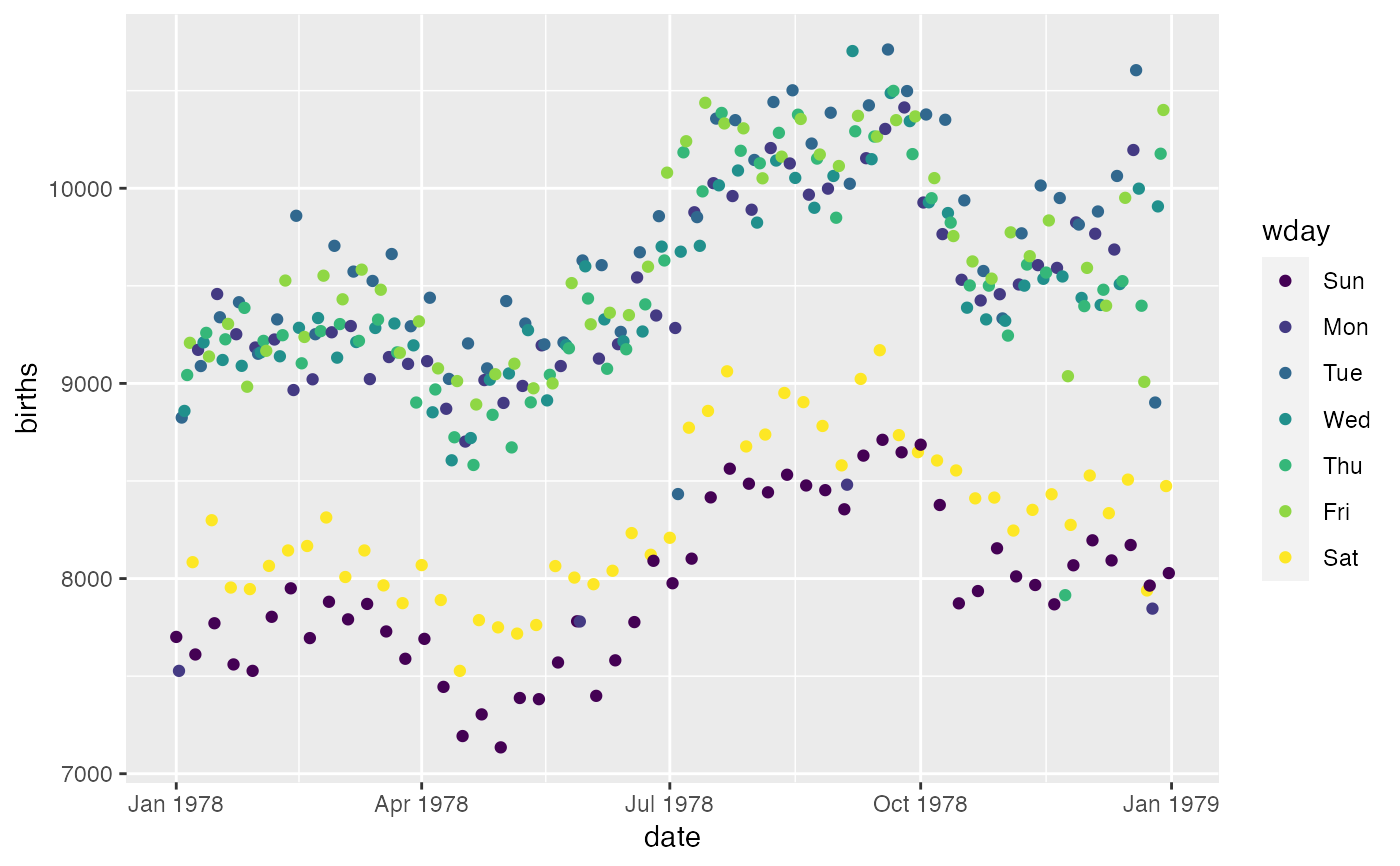 births
10000
9000
8000
7000
Jan 1978
Apr 1978
Jul 1978
Oct 1978
Jan 1979
date
wday
Sun
Mon
Tue
Wed
Thu
Fri
Sat